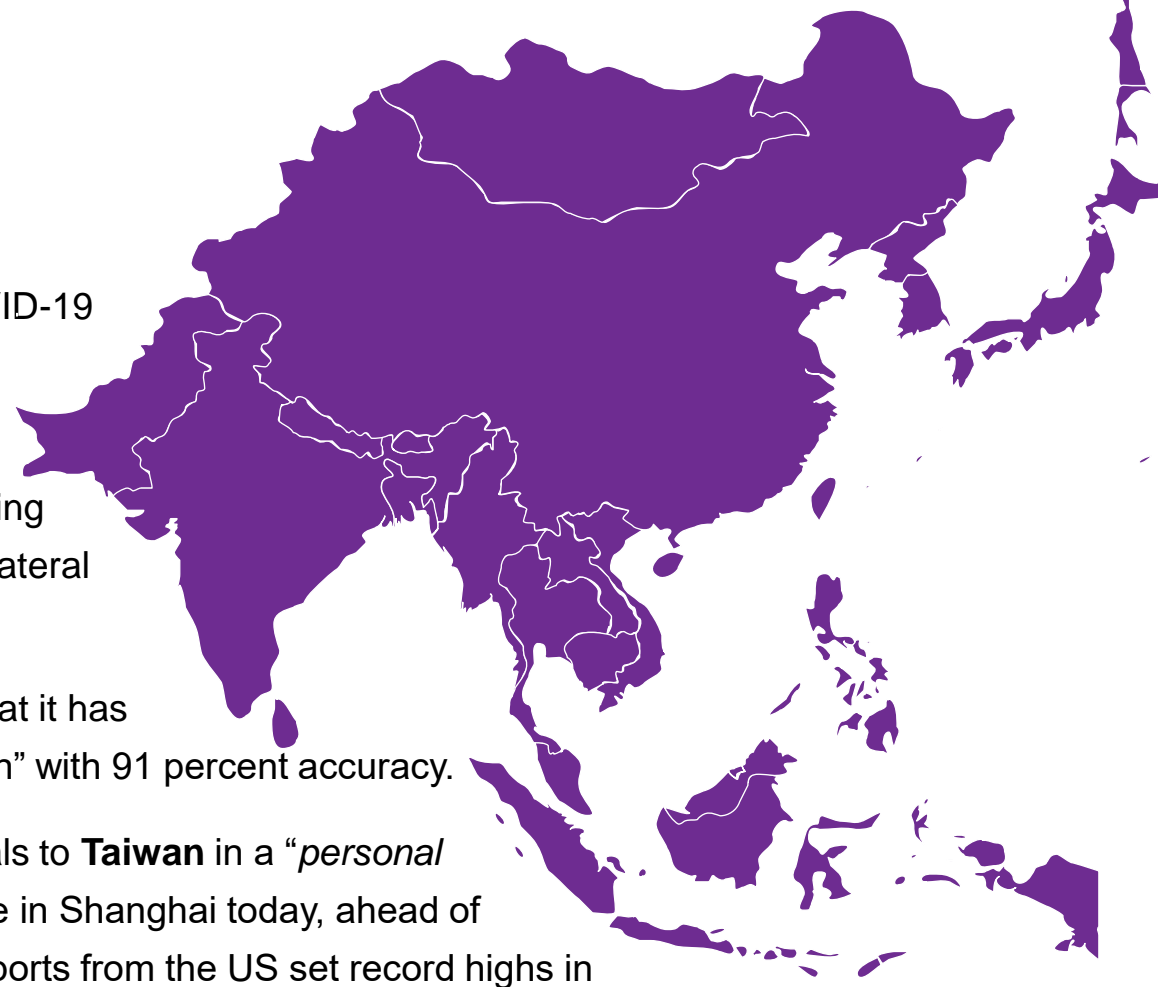 ID-19
ing
ateral
at it has
n” with 91 percent accuracy.
als to Taiwan in a “personal
e in Shanghai today, ahead of
ports from the US set record highs in